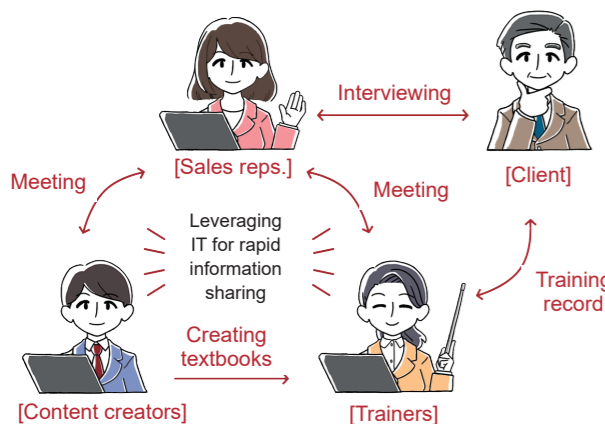 Interviewing
[Sales reps.]
[Client]
Meeting
Meeting
Leveraging
IT for rapid
information
sharing
Training
record
Creating
textbooks
[Content creators]
[Trainers]